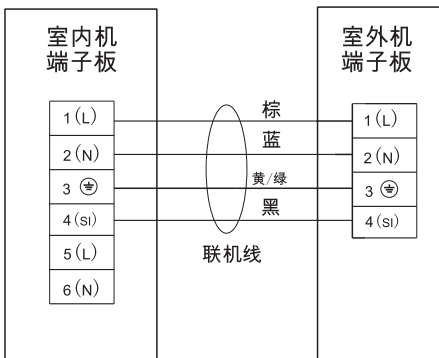 室内机
端子板
1(L)
2(N)
3
4(SI)
5(L)
6(N)
棕
蓝
黄/绿
黑
联机线
室外机
端子板
1(L)
2(N)
3
4(SI)